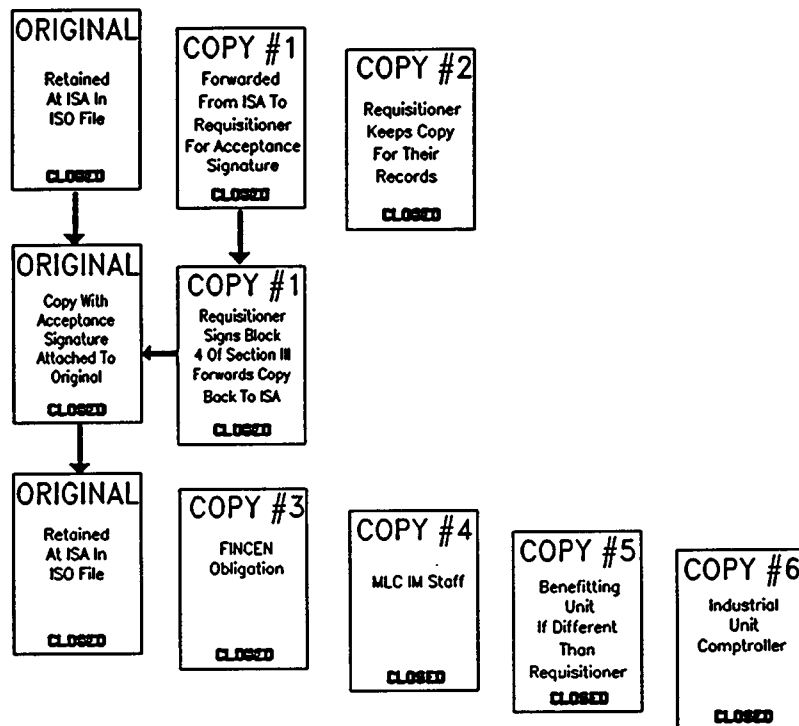 ORIGINAL
Retained
At ISA In
ISO File
CLOSED
COPY #1
Forwarded
From ISA To
Requisitioner
For Acceptance
Signature
CLOSED
COPY #2
Requisitioner
Keeps Copy
For Their
Records
CLOSED
ORIGINAL
Copy With
Acceptance
Signature
Attached To
Original
CLOSED
COPY #1
Requisitioner
Signs Block
4 Of Section III
Forwards Copy
Back To ISA
CLOSED
ORIGINAL
Retained
At ISA In
ISO File
CLOSED
COPY #3
FINCEN
Obligation
CLOSED
COPY #4
MLC IM Staff
CLOSED
COPY #5
Benefitting
Unit
If Different
Than
Requisitioner
CLOSED
COPY #6
Industrial
Unit
Comptroller
CLOSED